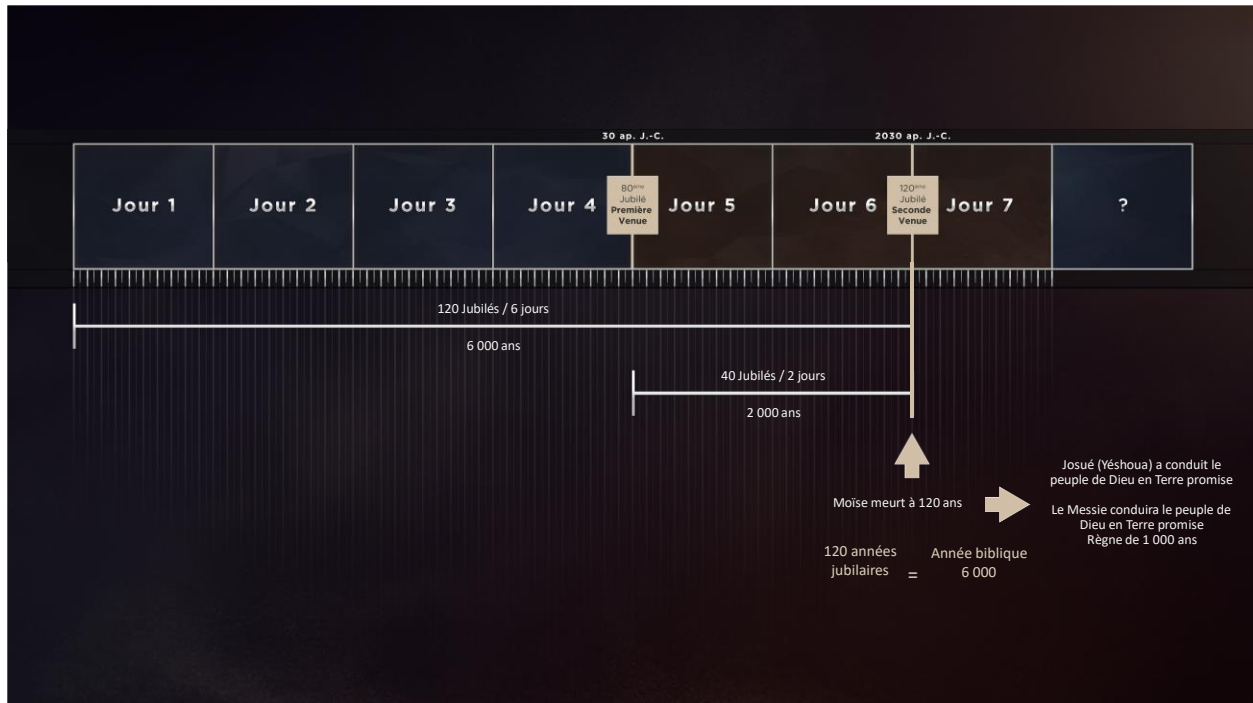 30 ap. J.-C.
2030 ap. J.-C.
Jour 1
Jour 2
Jour 3
Jour 4
80ème
Jubilé
Première
Venue
Jour 5
Jour 6
120ème
Jubilé
Seconde
Venue
Jour 7
?
120 Jubilés / 6 jours
6 000 ans
40 Jubilés / 2 jours
2 000 ans
Moïse meurt à 120 ans
Josué (Yéshoua) a conduit le
peuple de Dieu en Terre promise
Le Messie conduira le peuple de
Dieu en Terre promise
Règne de 1 000 ans
120 années
jubilaires
=
Année biblique
6 000